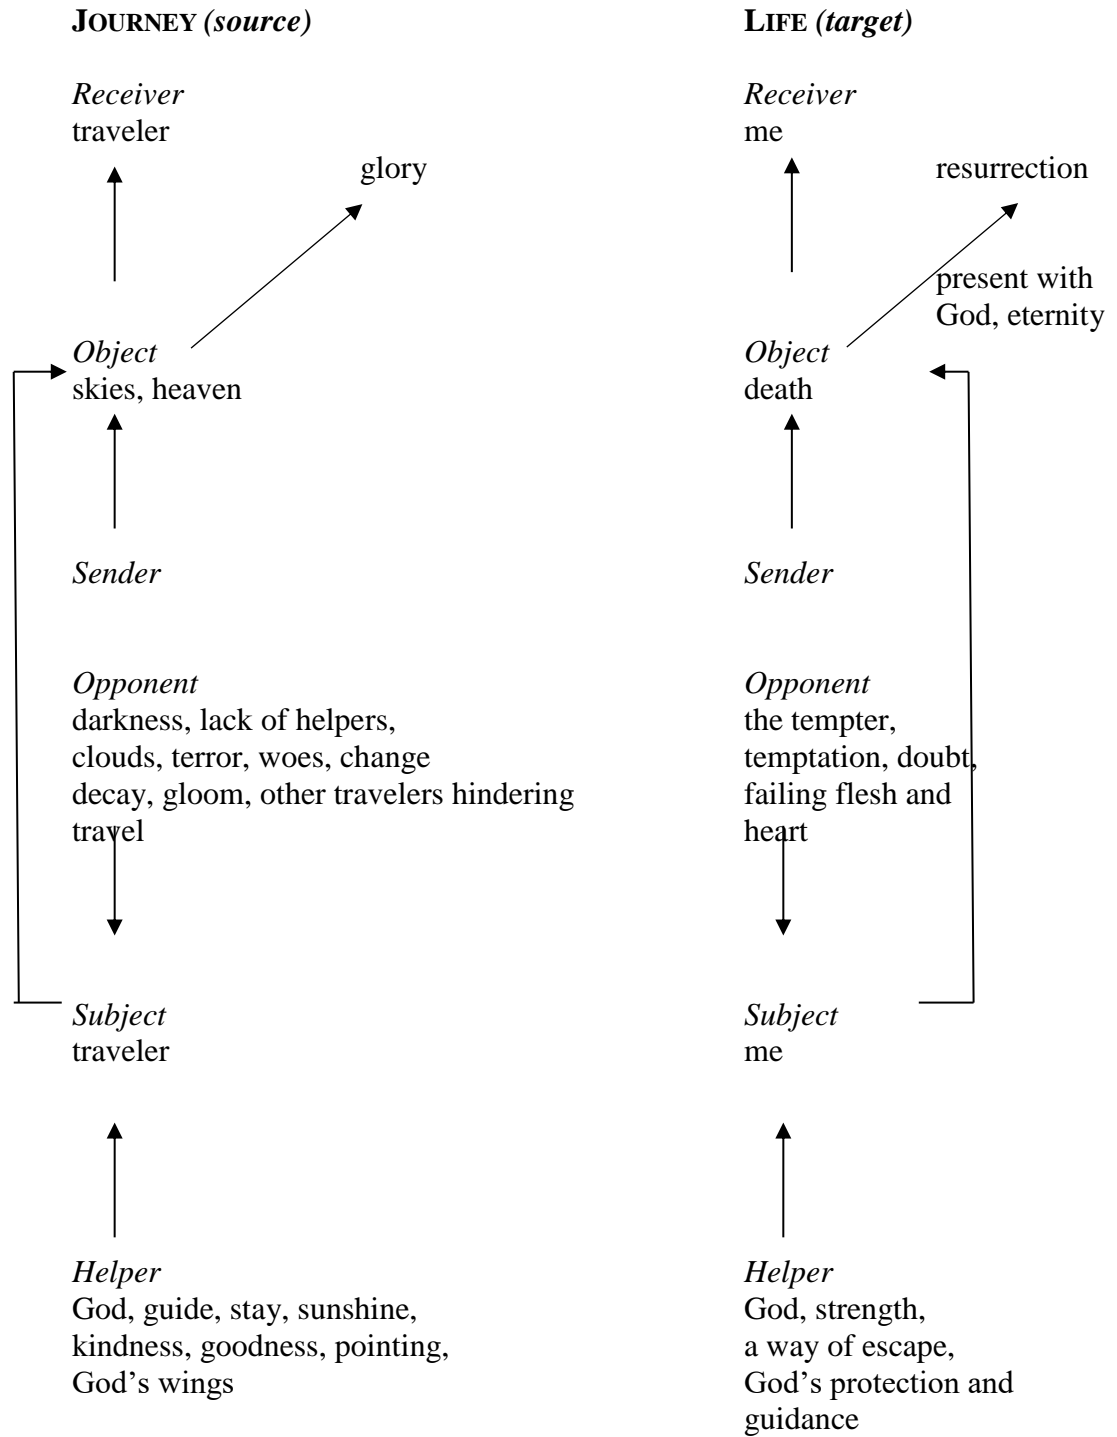 JOURNEY (source)
Receiver
traveler
glory
Object
skies, heaven
Sender
Opponent
darkness, lack of helpers,
clouds, terror, woes, change
decay, gloom, other travelers hindering
travel
Subject
traveler
Helper
God, guide, stay, sunshine,
kindness, goodness, pointing,
God’s wings
LIFE (target)
Receiver
me
resurrection
present with
God, eternity
Object
death
Sender
Opponent
the tempter,
temptation, doubt,
failing flesh and
heart
Subject
me
Helper
God, strength,
a way of escape,
God’s protection and
guidance